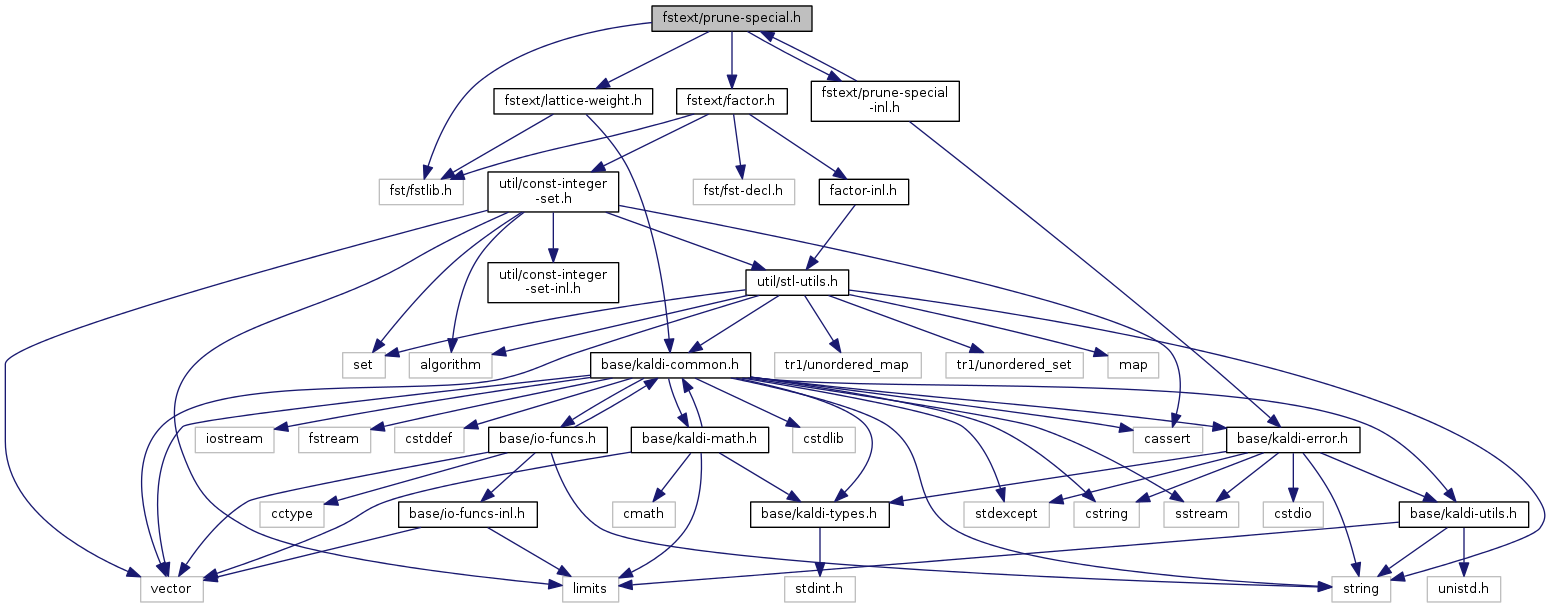 fstext/prune-special.h
fstext/lattice-weight.h
fstext/factor.h
fstext/prune-special
-inl.h
fst/fstlib.h
util/const-integer
-set.h
fst/fst-decl.h
factor-inl.h
util/const-integer
-set-inl.h
util/stl-utils.h
set
algorithm
base/kaldi-common.h
tr1/unordered_map
tr1/unordered_set
map
iostream
fstream
cstddef
base/io-funcs.h
base/kaldi-math.h
cstdlib
cassert
base/kaldi-error.h
cctype
base/io-funcs-inl.h
cmath
base/kaldi-types.h
stdexcept
cstring
sstream
cstdio
base/kaldi-utils.h
vector
limits
stdint.h
string
unistd.h